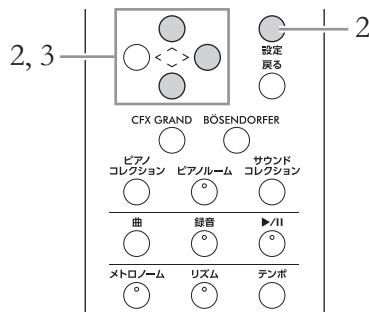 2, 3
2
設定
戻る
CFX GRAND BÖSENDORFER
ピアノ
コレクション
ピアノルーム
サウンド
コレクション
曲
録音
▶/II
メトロノーム
リズム
テンポ